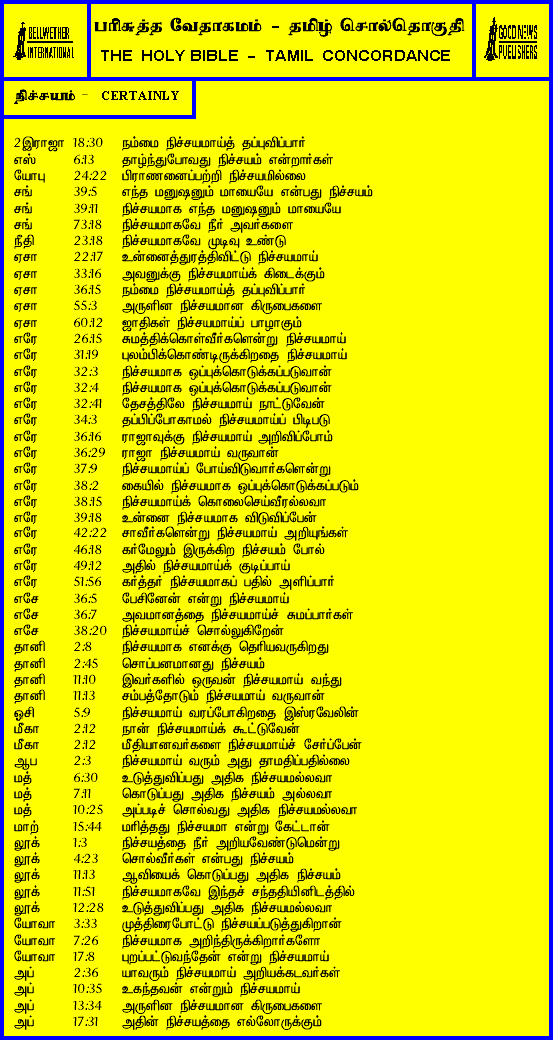 BELLWETHER
INTERNATIONAL
பரிசுத்த வேதாகமம் - தமிழ் சொல்தொகுதி
THE HOLY BIBLE - TAMIL CONCORDANCE
GOOD NEWS
PUBLISHERS
நிச்சயம் - CERTAINLY
2இராஜா 18:30 நம்மை நிச்சயமாய்த் தப்புவிப்பார்
எஸ் 6:13 தாழ்ந்துபோவது நிச்சயம் என்றார்கள்
யோபு 24:22 பிராணனைப்பற்றி நிச்சயமில்லை
சங் 39:5 எந்த மனுஷனும் மாயையே என்பது நிச்சயம்
சங் 39:11 நிச்சயமாக எந்த மனுஷனும் மாயையே
சங் 73:18 நிச்சயமாகவே நீர் அவர்களை
நீதி 23:18 நிச்சயமாகவே முடிவு உண்டு
ஏசா 22:17 உன்னைத்துரத்திவிட்டு நிச்சயமாய்
ஏசா 33:16 அவனுக்கு நிச்சயமாய்க் கிடைக்கும்
ஏசா 36:15 நம்மை நிச்சயமாய்த் தப்புவிப்பார்
ஏசா 55:3 அருளின நிச்சயமான கிருபைகளை
ஏசா 60:12 ஜாதிகள் நிச்சயமாய்ப் பாழாகும்
எரே 26:15 சுமத்திக்கொள்வீர்களென்று நிச்சயமாய்
எரே 31:19 புலம்பிக்கொண்டிருக்கிறதை நிச்சயமாய்
எரே 32:3 நிச்சயமாக ஒப்புக்கொடுக்கப்படுவான்
எரே 32:4 நிச்சயமாக ஒப்புக்கொடுக்கப்படுவான்
எரே 32:41 தேசத்திலே நிச்சயமாய் நாட்டுவேன்
எரே 34:3 தப்பிப்போகாமல் நிச்சயமாய்ப் பிடிபடு
எரே 36:16 ராஜாவுக்கு நிச்சயமாய் அறிவிப்போம்
எரே 36:29 ராஜா நிச்சயமாய் வருவான்
எரே 37:9 நிச்சயமாய்ப் போய்விடுவார்களென்று
எரே 38:2 கையில் நிச்சயமாக ஒப்புக்கொடுக்கப்படும்
எரே 38:15 நிச்சயமாய்க் கொலைசெய்வீரல்லவா
எரே 39:18 உன்னை நிச்சயமாக விடுவிப்பேன்
எரே 42:22 சாவீர்களென்று நிச்சயமாய் அறியுங்கள்
எரே 46:18 கர்மேலும் இருக்கிற நிச்சயம் போல்
எரே 49:12 அதில் நிச்சயமாய்க் குடிப்பாய்
எரே 51:56 கர்த்தர் நிச்சயமாகப் பதில் அளிப்பார்
எசே 36:5 பேசினேன் என்று நிச்சயமாய்
எசே 36:7 அவமானத்தை நிச்சயமாய்ச் சுமப்பார்கள்
எசே 38:20 நிச்சயமாய்ச் சொல்லுகிறேன்
தானி 2:8 நிச்சயமாக எனக்கு தெரியவருகிறது
தானி 2:45 சொப்பனமானது நிச்சயம்
தானி 11:10 இவர்களில் ஒருவன் நிச்சயமாய் வந்து
தானி 11:13 சம்பத்தோடும் நிச்சயமாய் வருவான்
ஓசி 5:9 நிச்சயமாய் வரப்போகிறதை இஸ்ரவேலின்
மீகா 2:12 நான் நிச்சயமாய்க் கூட்டுவேன்
மீகா 2:12 மீதியானவர்களை நிச்சயமாய்ச் சேர்ப்பேன்
ஆப 2:3 நிச்சயமாய் வரும் அது தாமதிப்பதில்லை
மத் 6:30 உடுத்துவிப்பது அதிக நிச்சயமல்லவா
மத் 7:11 கொடுப்பது அதிக நிச்சயம் அல்லவா
மத் 10:25 அப்படிச் சொல்வது அதிக நிச்சயமல்லவா
மாற் 15:44 மரித்தது நிச்சயமா என்று கேட்டான்
லூக் 1:3 நிச்சயத்தை நீர் அறியவேண்டுமென்று
லூக் 4:23 சொல்வீர்கள் என்பது நிச்சயம்
லூக் 11:13 ஆவியைக் கொடுப்பது அதிக நிச்சயம்
லூக் 11:51 நிச்சயமாகவே இந்தச் சந்ததியினிடத்தில்
லூக் 12:28 உடுத்துவிப்பது அதிக நிச்சயமல்லவா
யோவா 3:33 முத்திரைபோட்டு நிச்சயப்படுத்துகிறான்
யோவா 7:26 நிச்சயமாக அறிந்திருக்கிறார்களோ
யோவா 17:8 புறப்பட்டுவந்தேன் என்று நிச்சயமாய்
அப் 2:36 யாவரும் நிச்சயமாய் அறியக்கடவர்கள்
அப் 10:35 உகந்தவன் என்றும் நிச்சயமாய்
அப் 13:34 அருளின நிச்சயமான கிருபைகளை
அப் 17:31 அதின் நிச்சயத்தை எல்லோருக்கும்